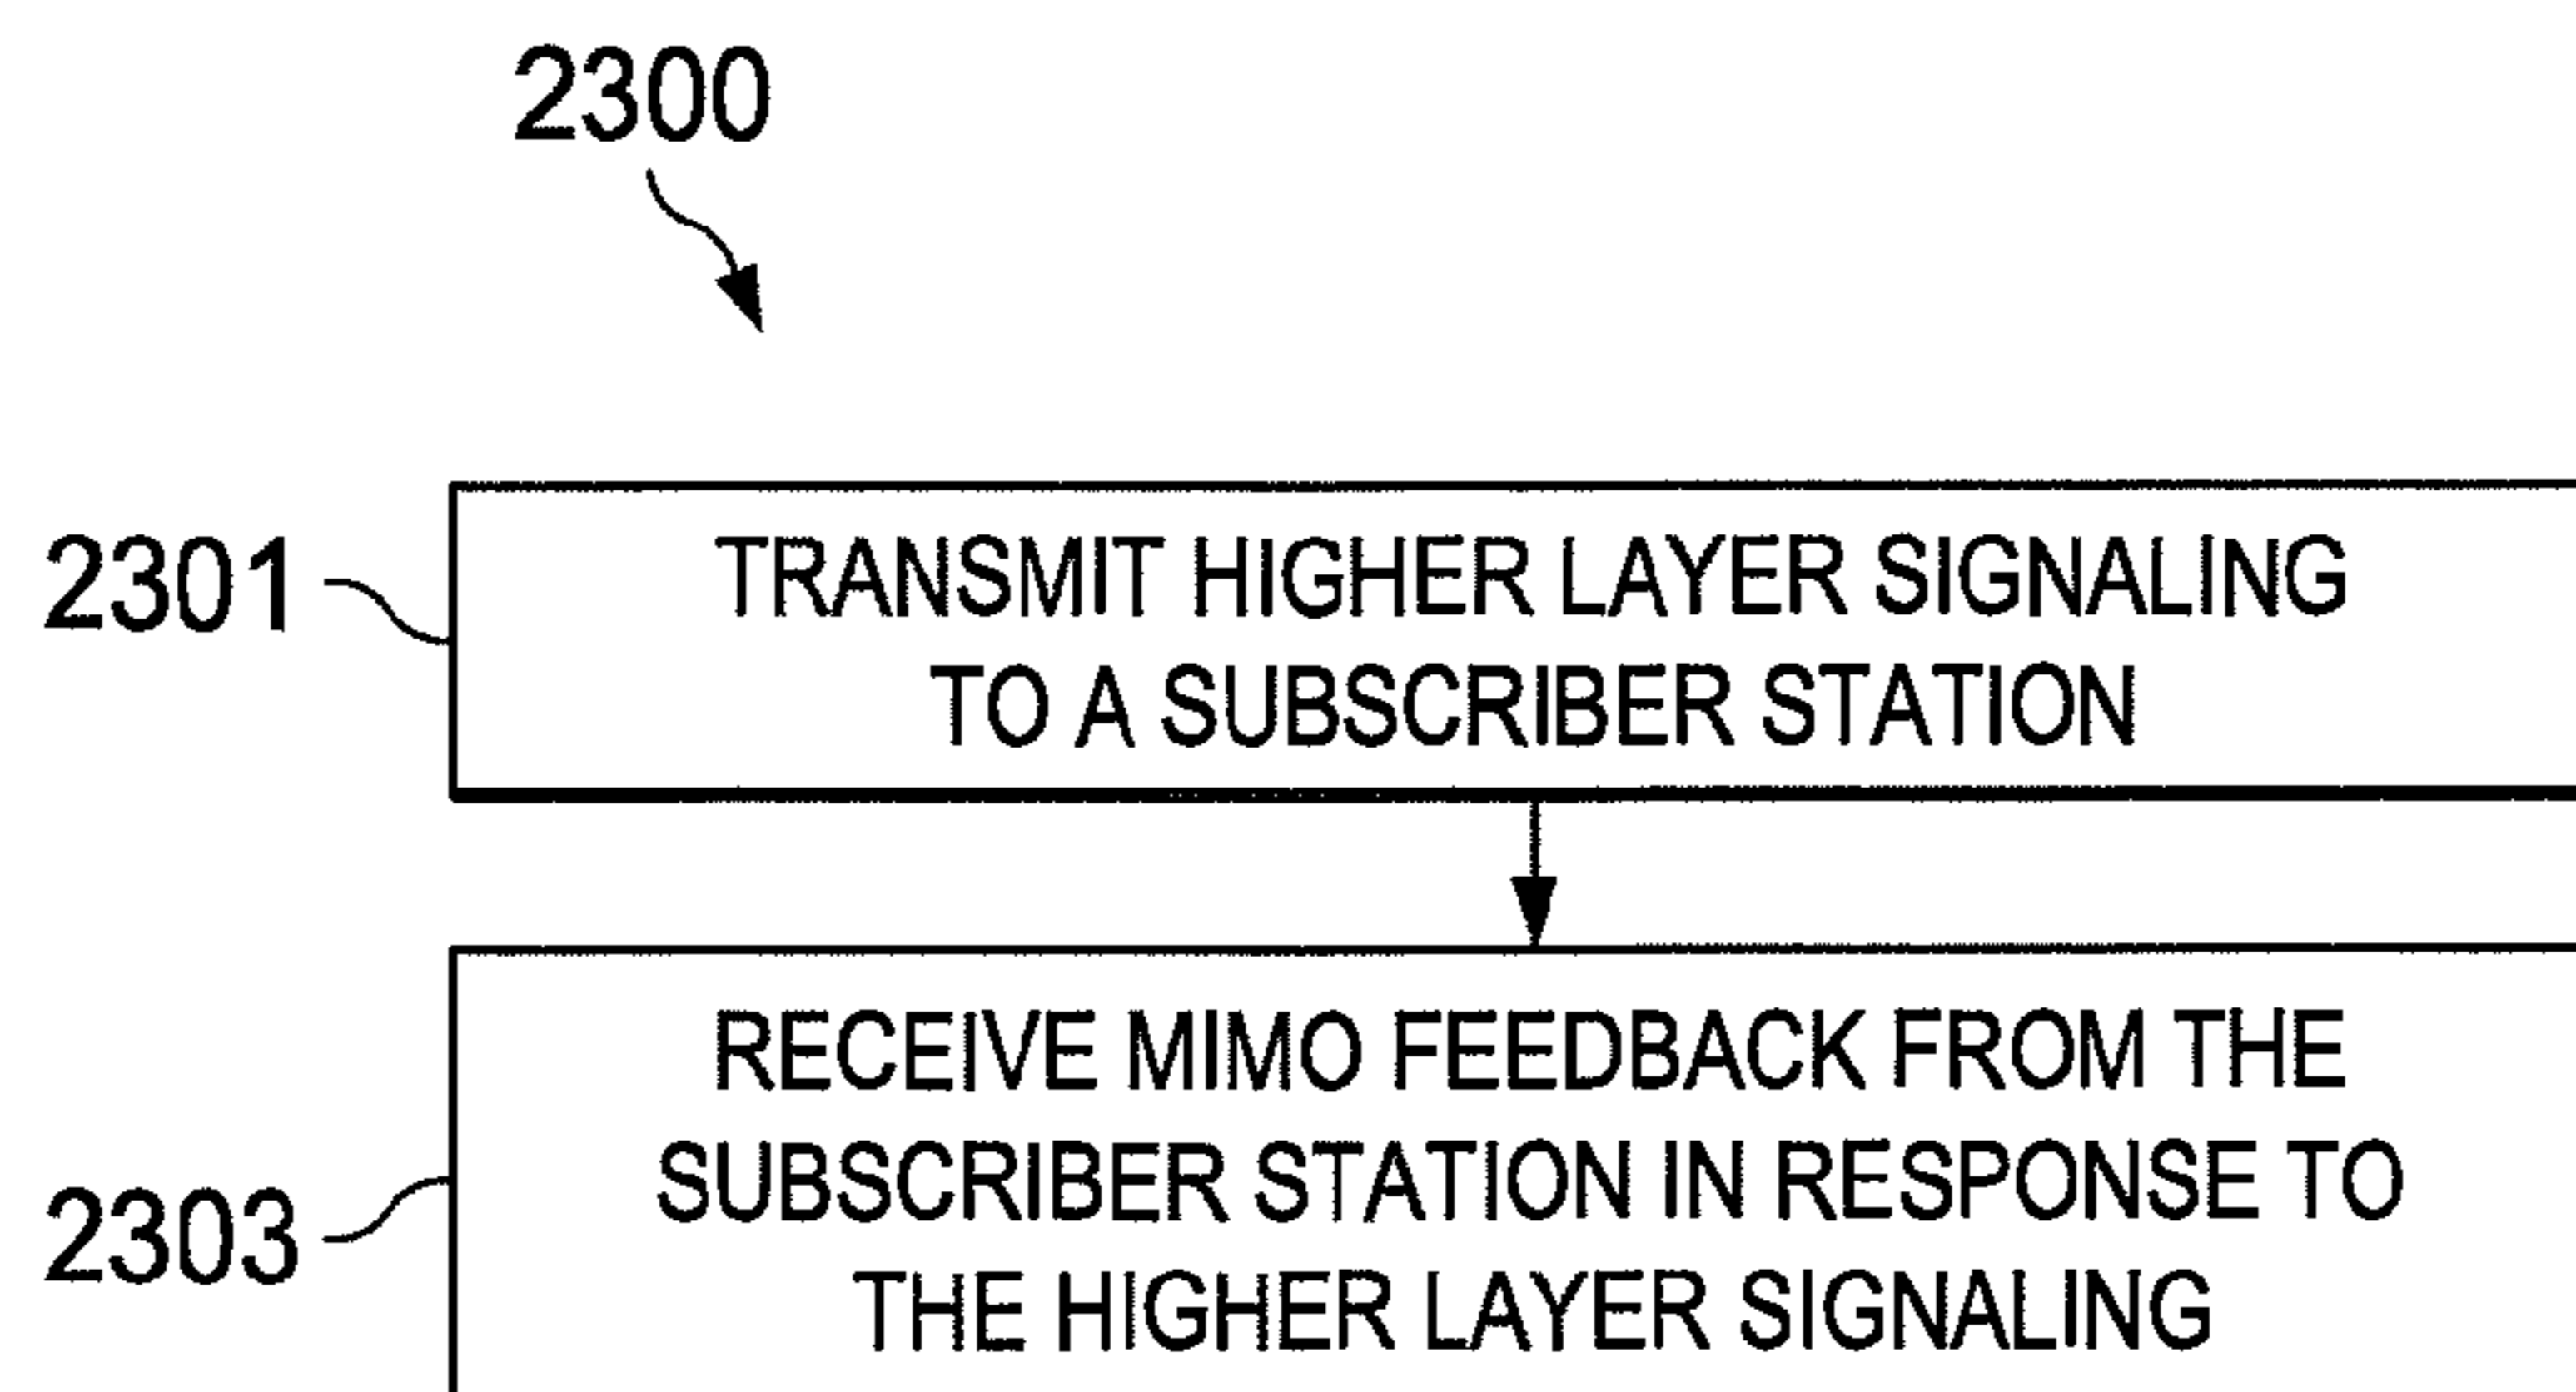 2300
2301
TRANSMIT HIGHER LAYER SIGNALING
TO A SUBSCRIBER STATION
2303
RECEIVE MIMO FEEDBACK FROM THE
SUBSCRIBER STATION IN RESPONSE TO
THE HIGHER LAYER SIGNALING